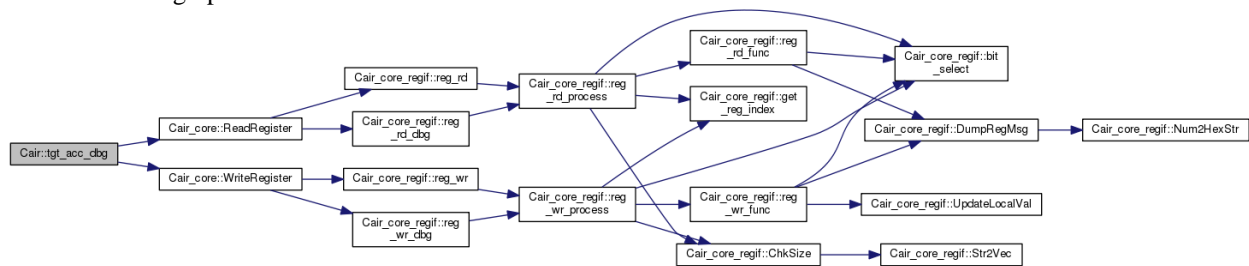 Cair::tgt_acc_dbg
Cair_core::ReadRegister
Cair_core::WriteRegister
Cair_core_regif::reg_rd
Cair_core_regif::reg
_rd_dbg
Cair_core_regif::reg_wr
Cair_core_regif::reg
_wr_dbg
Cair_core_regif::reg
_rd_process
Cair_core_regif::reg
_wr_process
Cair_core_regif::reg
_rd_func
Cair_core_regif::get
_reg_index
Cair_core_regif::reg
_wr_func
Cair_core_regif::ChkSize
Cair_core_regif::bit
_select
Cair_core_regif::DumpRegMsg
Cair_core_regif::UpdateLocalVal
Cair_core_regif::Str2Vec
Cair_core_regif::Num2HexStr